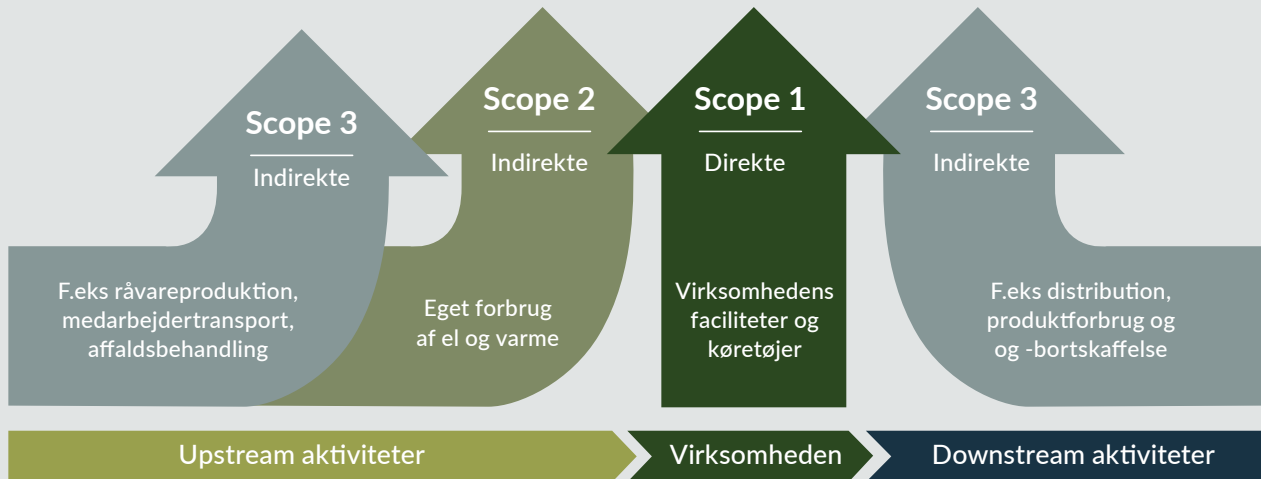 Scope 3
Indirekte
F.eks råvareproduktion,
medarbejdertransport,
affaldsbehandling
Scope 2
Indirekte
Eget forbrug
af el og varme
Scope 1
Direkte
Virksomhedens
faciliteter og
køretøjer
Scope 3
Indirekte
F.eks distribution,
produktforbrug og
og -bortskaffelse
Upstream aktiviteter
Virksomheden
Downstream aktiviteter